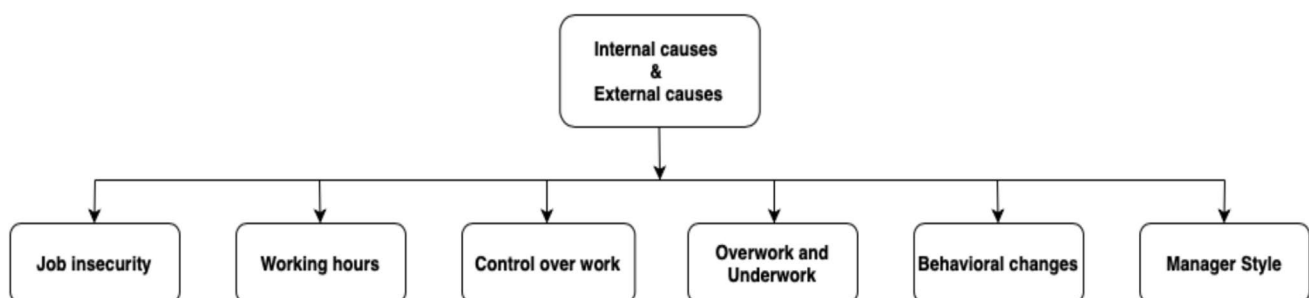 Internal causes
&
External causes
Job insecurity
Working hours
Control over work
Overwork and
Underwork
Behavioral changes
Manager Style